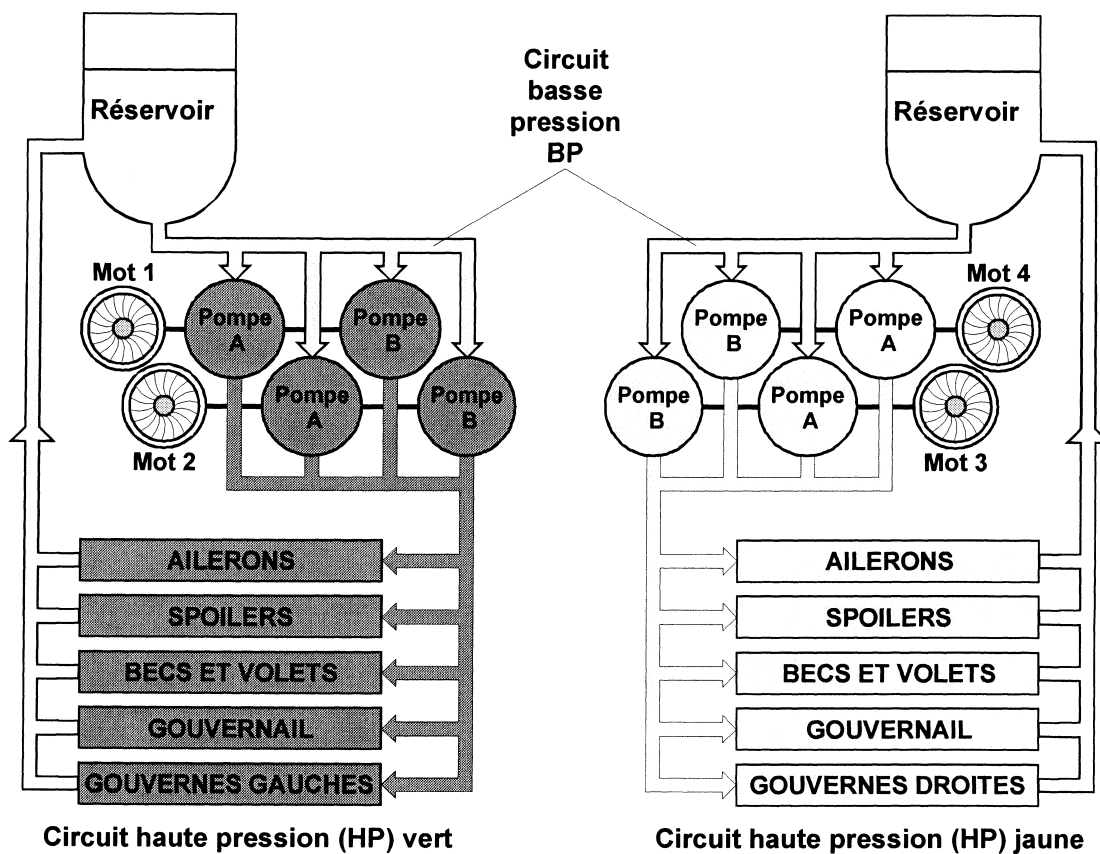 Circuit
basse
pression
BP
Réservoir
Réservoir
Mot 1
Mot 4
Pompe
A
Pompe
B
Pompe
B
Pompe
A
Pompe
A
Pompe
B
Pompe
B
Pompe
A
Mot 2
Mot 3
AILERONS
SPOILERS
BECS ET VOLETS
GOUVERNAIL
GOUVERNES GAUCHES
AILERONS
SPOILERS
BECS ET VOLETS
GOUVERNAIL
GOUVERNES DROITES
Circuit haute pression (HP) vert
Circuit haute pression (HP) jaune